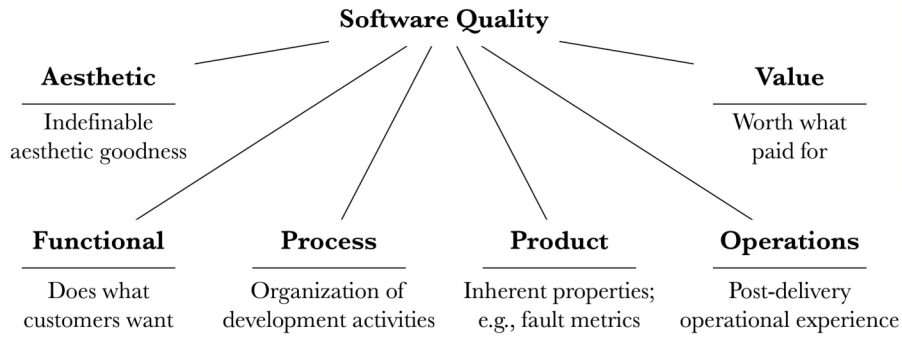 Software Quality
Aesthetic
Indefinable
aesthetic goodness
Value
Worth what
paid for
Functional
Does what
customers want
Process
Organization of
development activities
Product
Inherent properties;
e.g., fault metrics
Operations
Post-delivery
operational experience